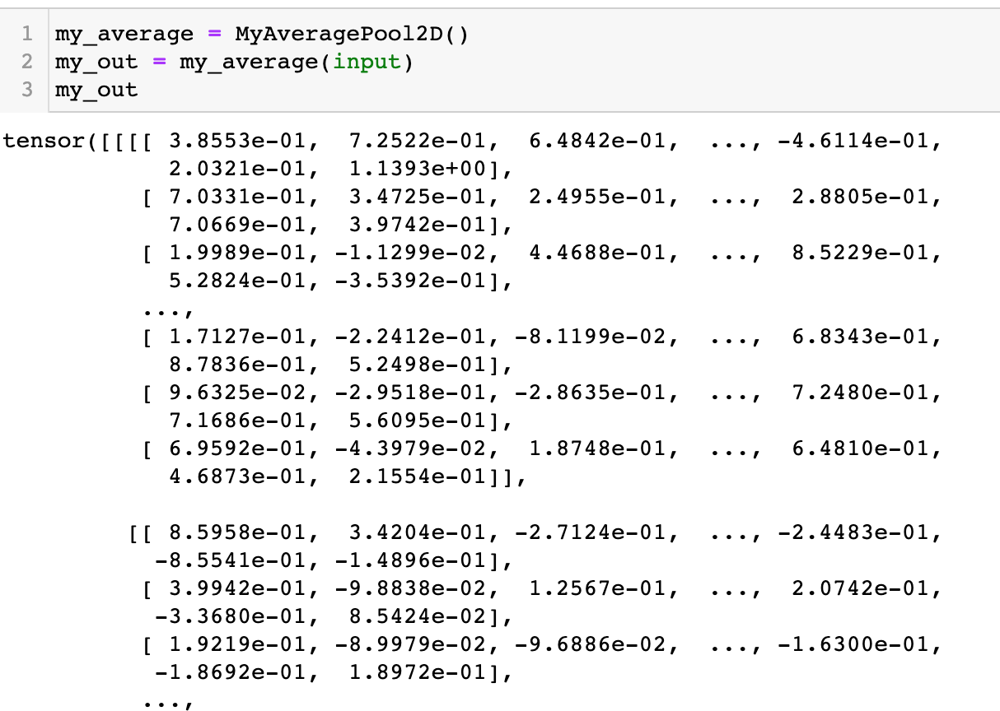 1 my_average = MyAveragePool2D()
2 my_out = my_average(input)
3 my_out
tensor([[[[ 3.8553e-01,  7.2522e-01,  6.4842e-01,  ..., -4.6114e-01,
            2.0321e-01,  1.1393e+00],
          [ 7.0331e-01,  3.4725e-01,  2.4955e-01,  ...,  2.8805e-01,
            7.0669e-01,  3.9742e-01],
          [ 1.9989e-01, -1.1299e-02,  4.4688e-01,  ...,  8.5229e-01,
            5.2824e-01, -3.5392e-01],
          ...,
          [ 1.7127e-01, -2.2412e-01, -8.1199e-02,  ...,  6.8343e-01,
            8.7836e-01,  5.2498e-01],
          [ 9.6325e-02, -2.9518e-01, -2.8635e-01,  ...,  7.2480e-01,
            7.1686e-01,  5.6095e-01],
          [ 6.9592e-01, -4.3979e-02,  1.8748e-01,  ...,  6.4810e-01,
            4.6873e-01,  2.1554e-01]],
         [[ 8.5958e-01,  3.4204e-01, -2.7124e-01,  ..., -2.4483e-01,
           -8.5541e-01, -1.4896e-01],
          [ 3.9942e-01, -9.8838e-02,  1.2567e-01,  ...,  2.0742e-01,
           -3.3680e-01,  8.5424e-02],
          [ 1.9219e-01, -8.9979e-02, -9.6886e-02,  ..., -1.6300e-01,
           -1.8692e-01,  1.8972e-01],
          ...,